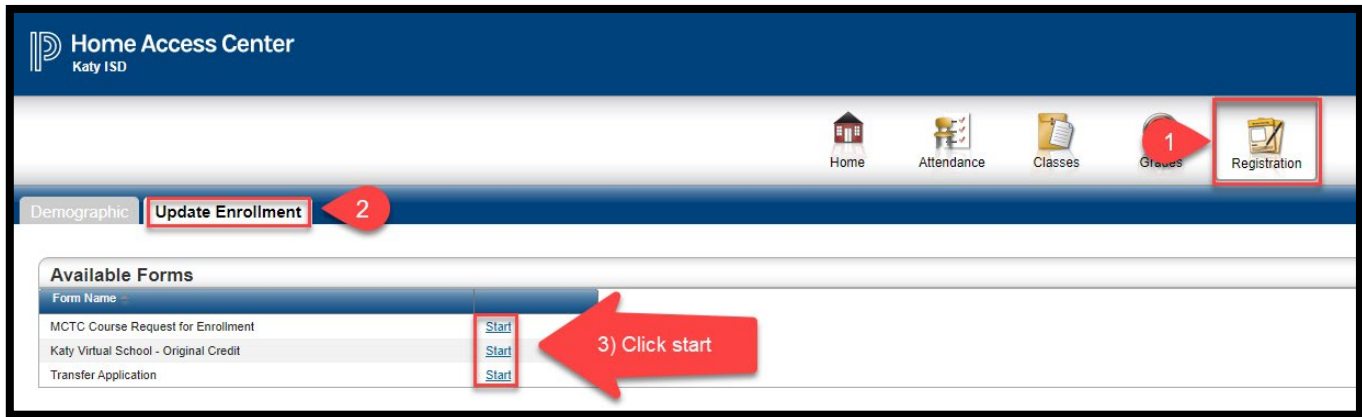 Home Access Center
Katy ISD
Home
Attendance
Classes
Grades
1
Registration
Demographic
Update Enrollment
2
Available Forms
Form Name
MCTC Course Request for Enrollment Start
Katy Virtual School - Original Credit Start
Transfer Application Start
3) Click start